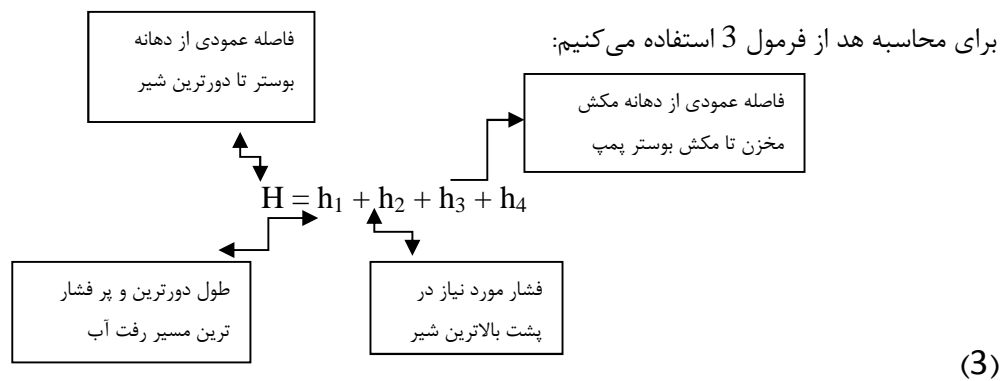 برای محاسبه هد از فرمول 3 استفاده می‌کنیم:
فاصله عمودی از دهانه
بوستر تا دورترین شیر
فاصله عمودی از دهانه مکش
مخزن تا مکش بوستر پمپ
H = h₁ + h₂ + h₃ + h₄
فشار مورد نیاز در
پشت بالاترین شیر
طول دورترین و پر فشار
ترین مسیر رفت آب
(3)